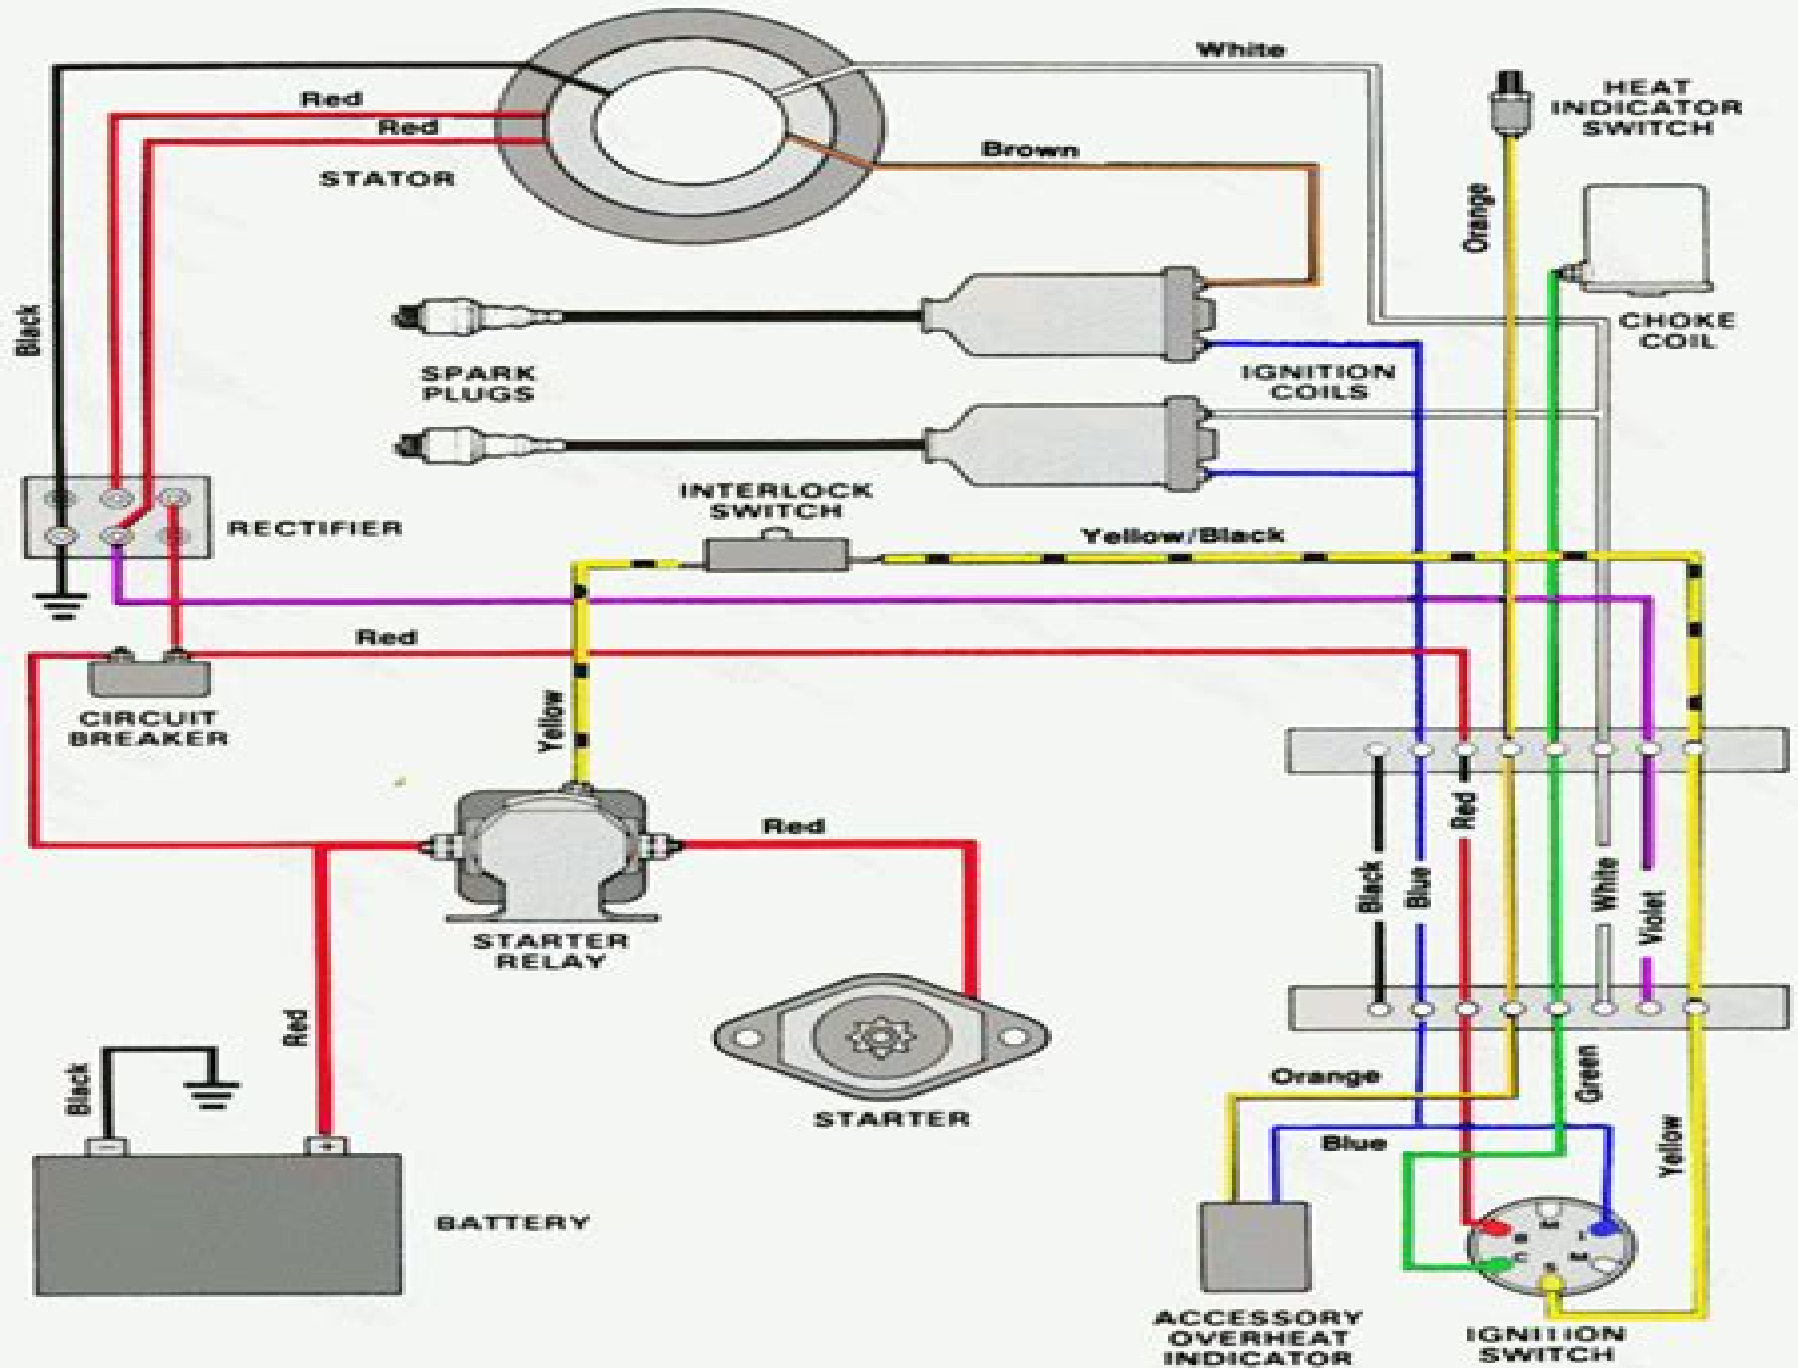 White
Red
Red
STATOR
Brown
HEAT
INDICATOR
SWITCH
Orange
Black
CHOKE
COIL
SPARK
PLUGS
IGNITION
COILS
INTERLOCK
SWITCH
Yellow/Black
RECTIFIER
Red
CIRCUIT
BREAKER
Yellow
Red
Red
Black
Blue
White
Violet
STARTER
RELAY
Red
Black
- +
BATTERY
STARTER
Orange
Blue
Green
Yellow
C
S
ACCESSORY
OVERHEAT
INDICATOR
IGNITION
SWITCH